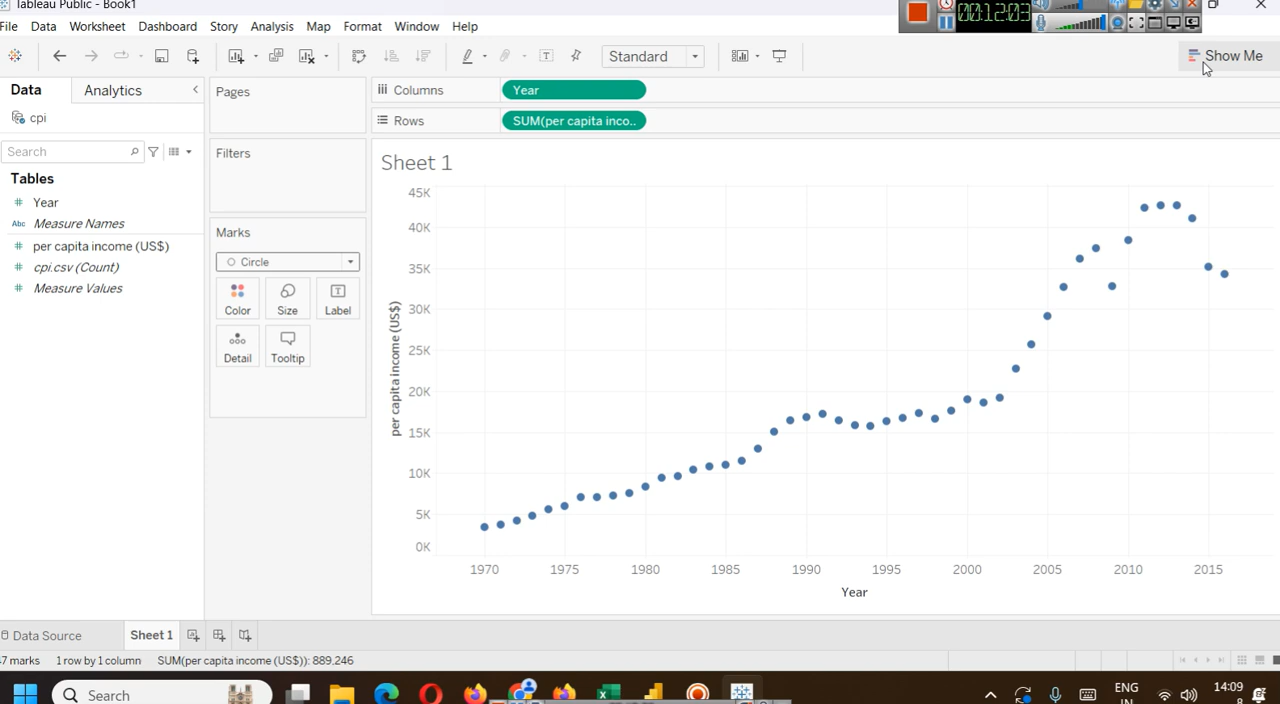 Tableau Public - Book1
00:12:03
File Data Worksheet Dashboard Story Analysis Map Format Window Help
Standard
Show Me
Data Analytics
cpi
Search
Tables
Year
Abc Measure Names
per capita income (US$)
cpi.csv (Count)
Measure Values
Pages
Filters
Marks
Circle
Color Size Label
Detail Tooltip
Columns Year
Rows SUM(per capita inco..
Sheet 1
per capita income (US$)
45K
40K
35K
30K
25K
20K
15K
10K
5K
0K
1970 1975 1980 1985 1990 1995 2000 2005 2010 2015
Year
Data Source Sheet 1
7 marks 1 row by 1 column SUM(per capita income (US$)): 889.246
Search
ENG
IN
14:09